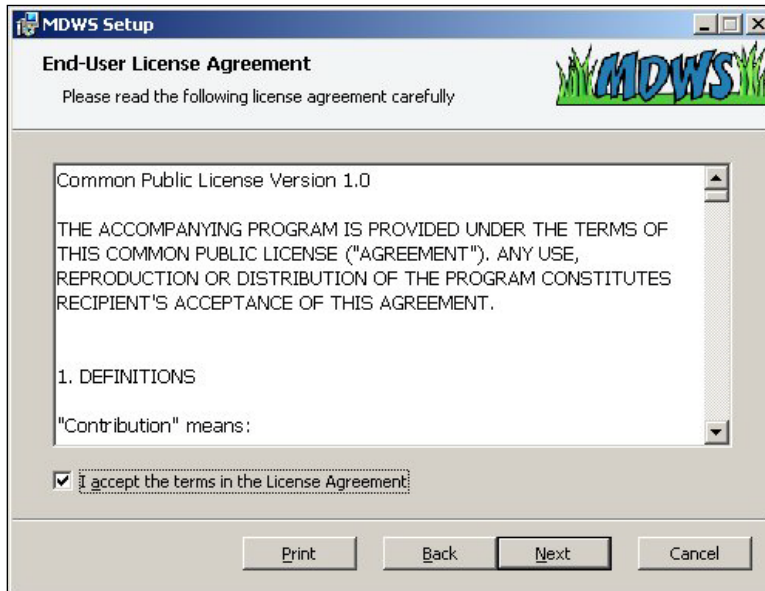 MDWS Setup
End-User License Agreement
Please read the following license agreement carefully
MDWS
Common Public License Version 1.0
THE ACCOMPANYING PROGRAM IS PROVIDED UNDER THE TERMS OF
THIS COMMON PUBLIC LICENSE ("AGREEMENT"). ANY USE,
REPRODUCTION OR DISTRIBUTION OF THE PROGRAM CONSTITUTES
RECIPIENT'S ACCEPTANCE OF THIS AGREEMENT.
1. DEFINITIONS
"Contribution" means:
I accept the terms in the License Agreement
Print Back Next Cancel